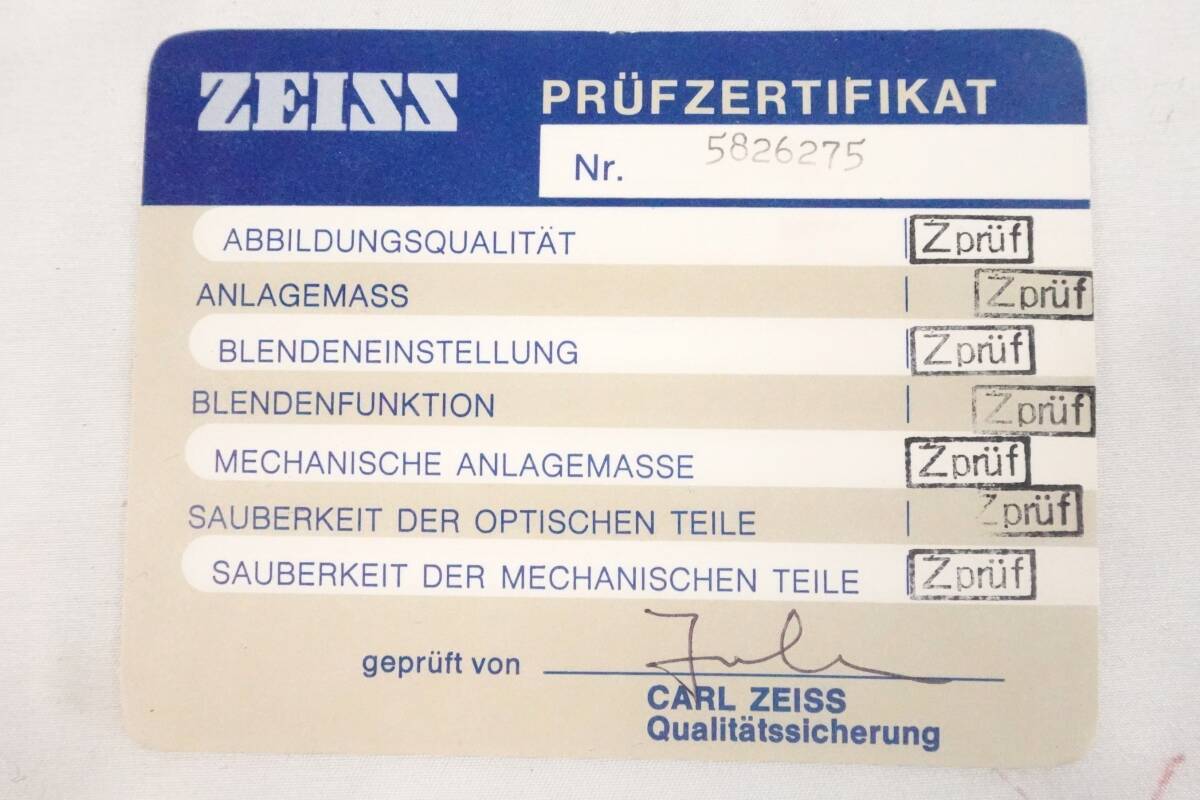 ZEISS PRÜFZERTIFIKAT
Nr. 5826275
ABBILDUNGSQUALITÄT Zprüf
ANLAGEMASS Zprüf
BLENDENEINSTELLUNG Zprüf
BLENDENFUNKTION Zprüf
MECHANISCHE ANLAGEMASSE Zprüf
SAUBERKEIT DER OPTISCHEN TEILE Zprüf
SAUBERKEIT DER MECHANISCHEN TEILE Zprüf
geprüft von
CARL ZEISS
Qualitätssicherung